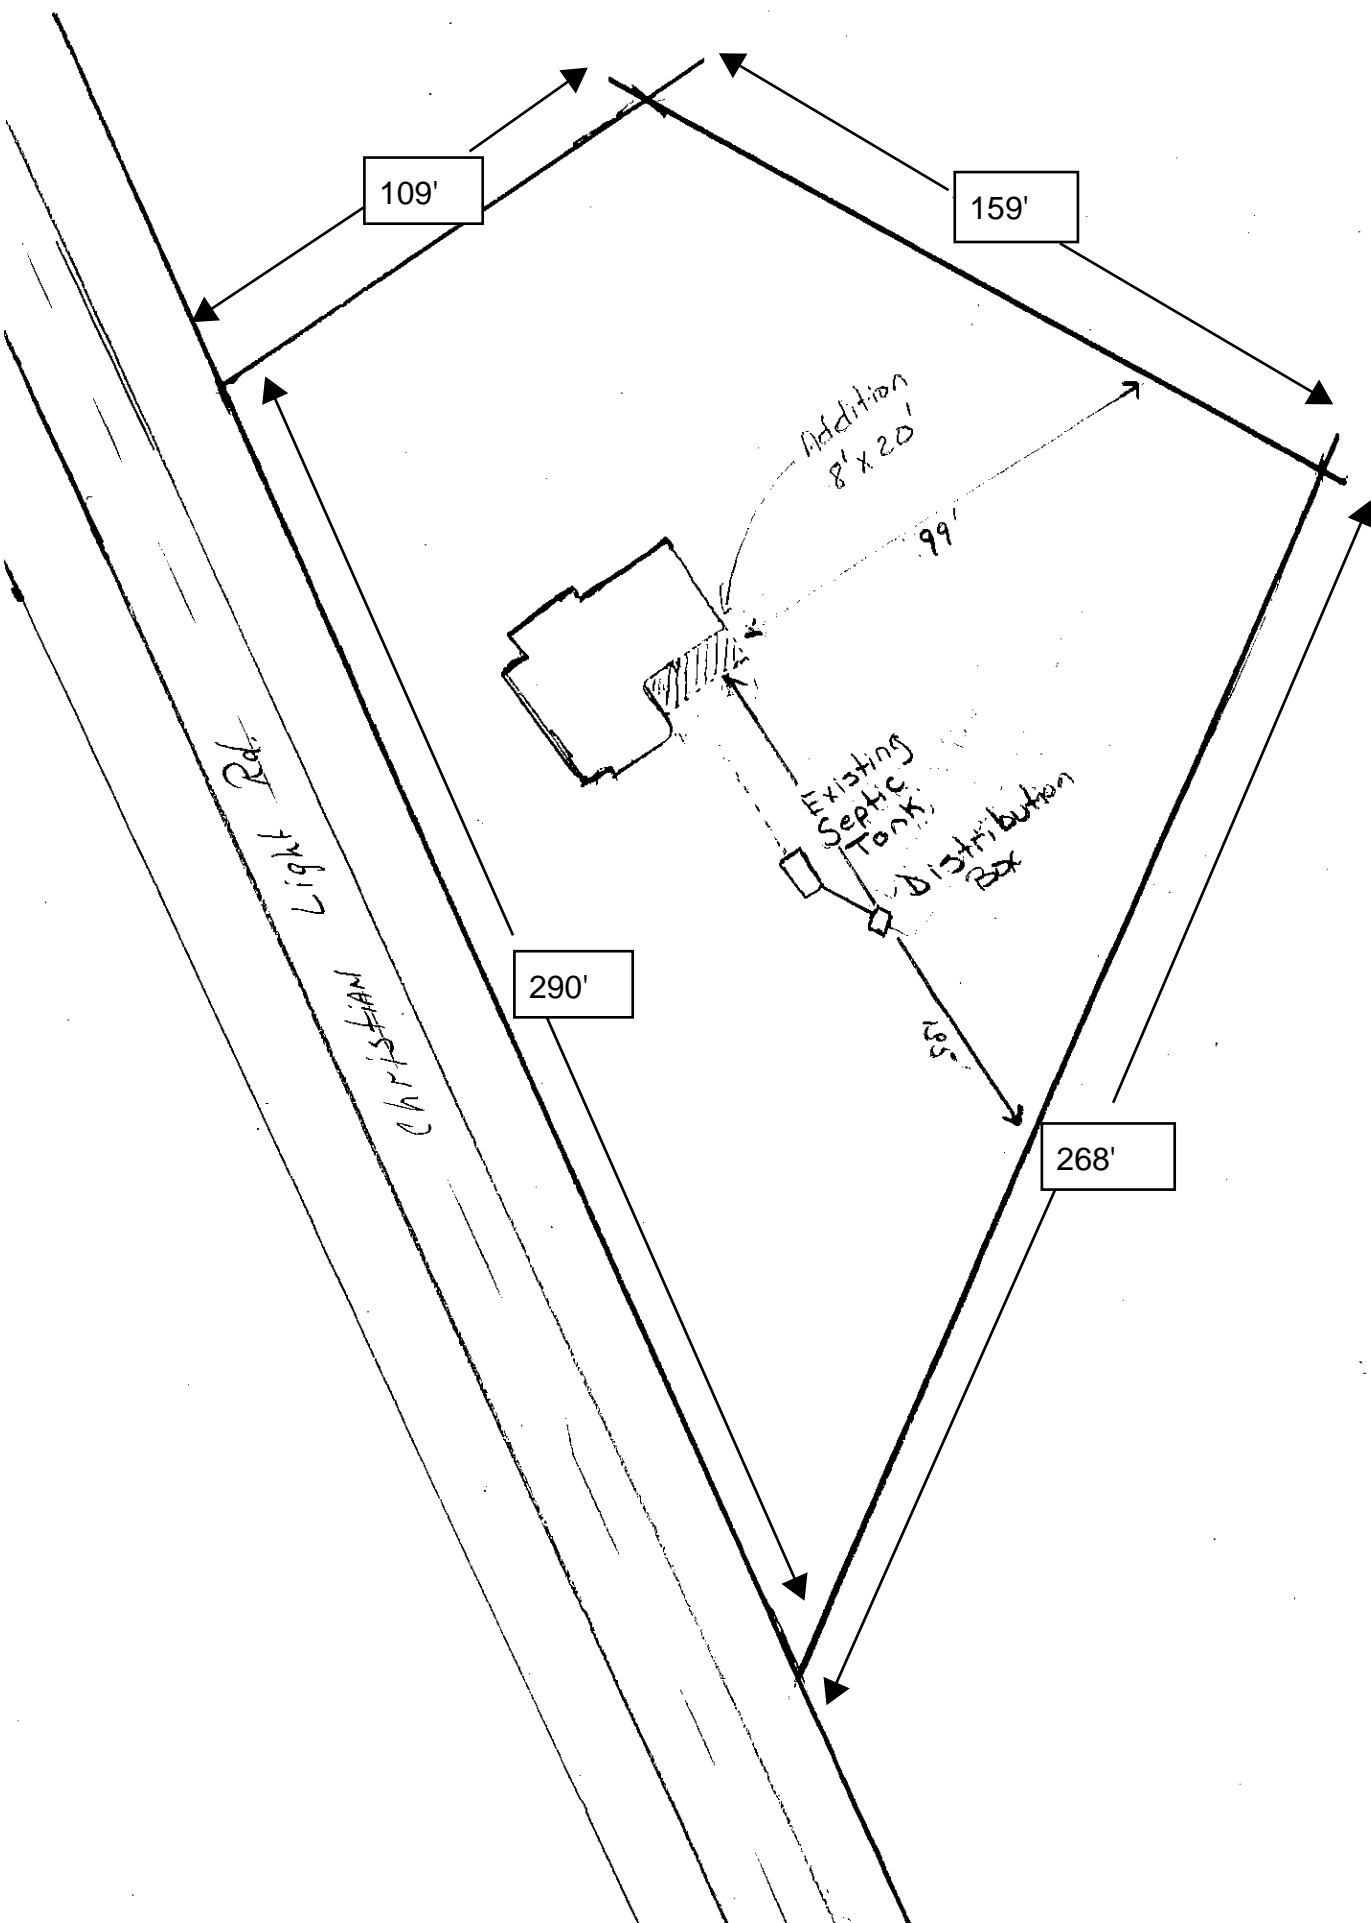 109'
159'
Addition
8' x 20'
99'
Existing
Septic
Tank
Distribution
Box
Christian Light Rd.
290'
268'